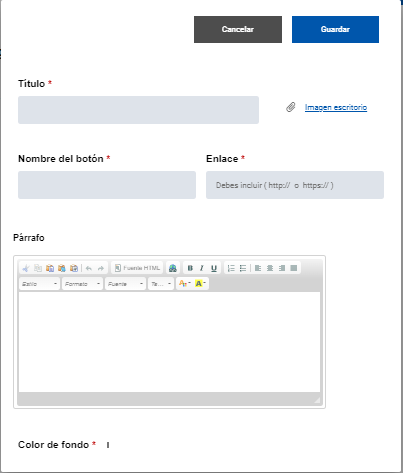 Cancelar Guardar
Título *
Imagen escritorio
Nombre del botón * Enlace *
Debes incluir ( http:// o https:// )
Párrafo
Fuente HTML B I U
Estilo Formato Fuente Ta... A A
Color de fondo *